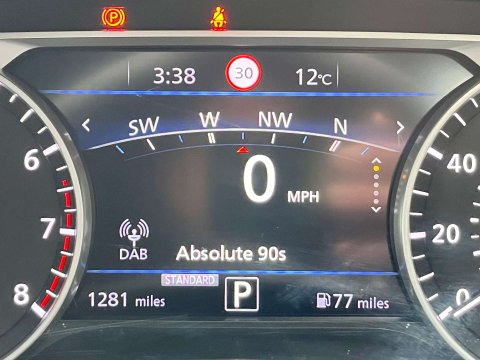 P
3:38 30 12°C
SW W NW N
0 MPH
DAB Absolute 90s
STANDARD
1281 miles P 77 miles
6
7
8
40
20
0